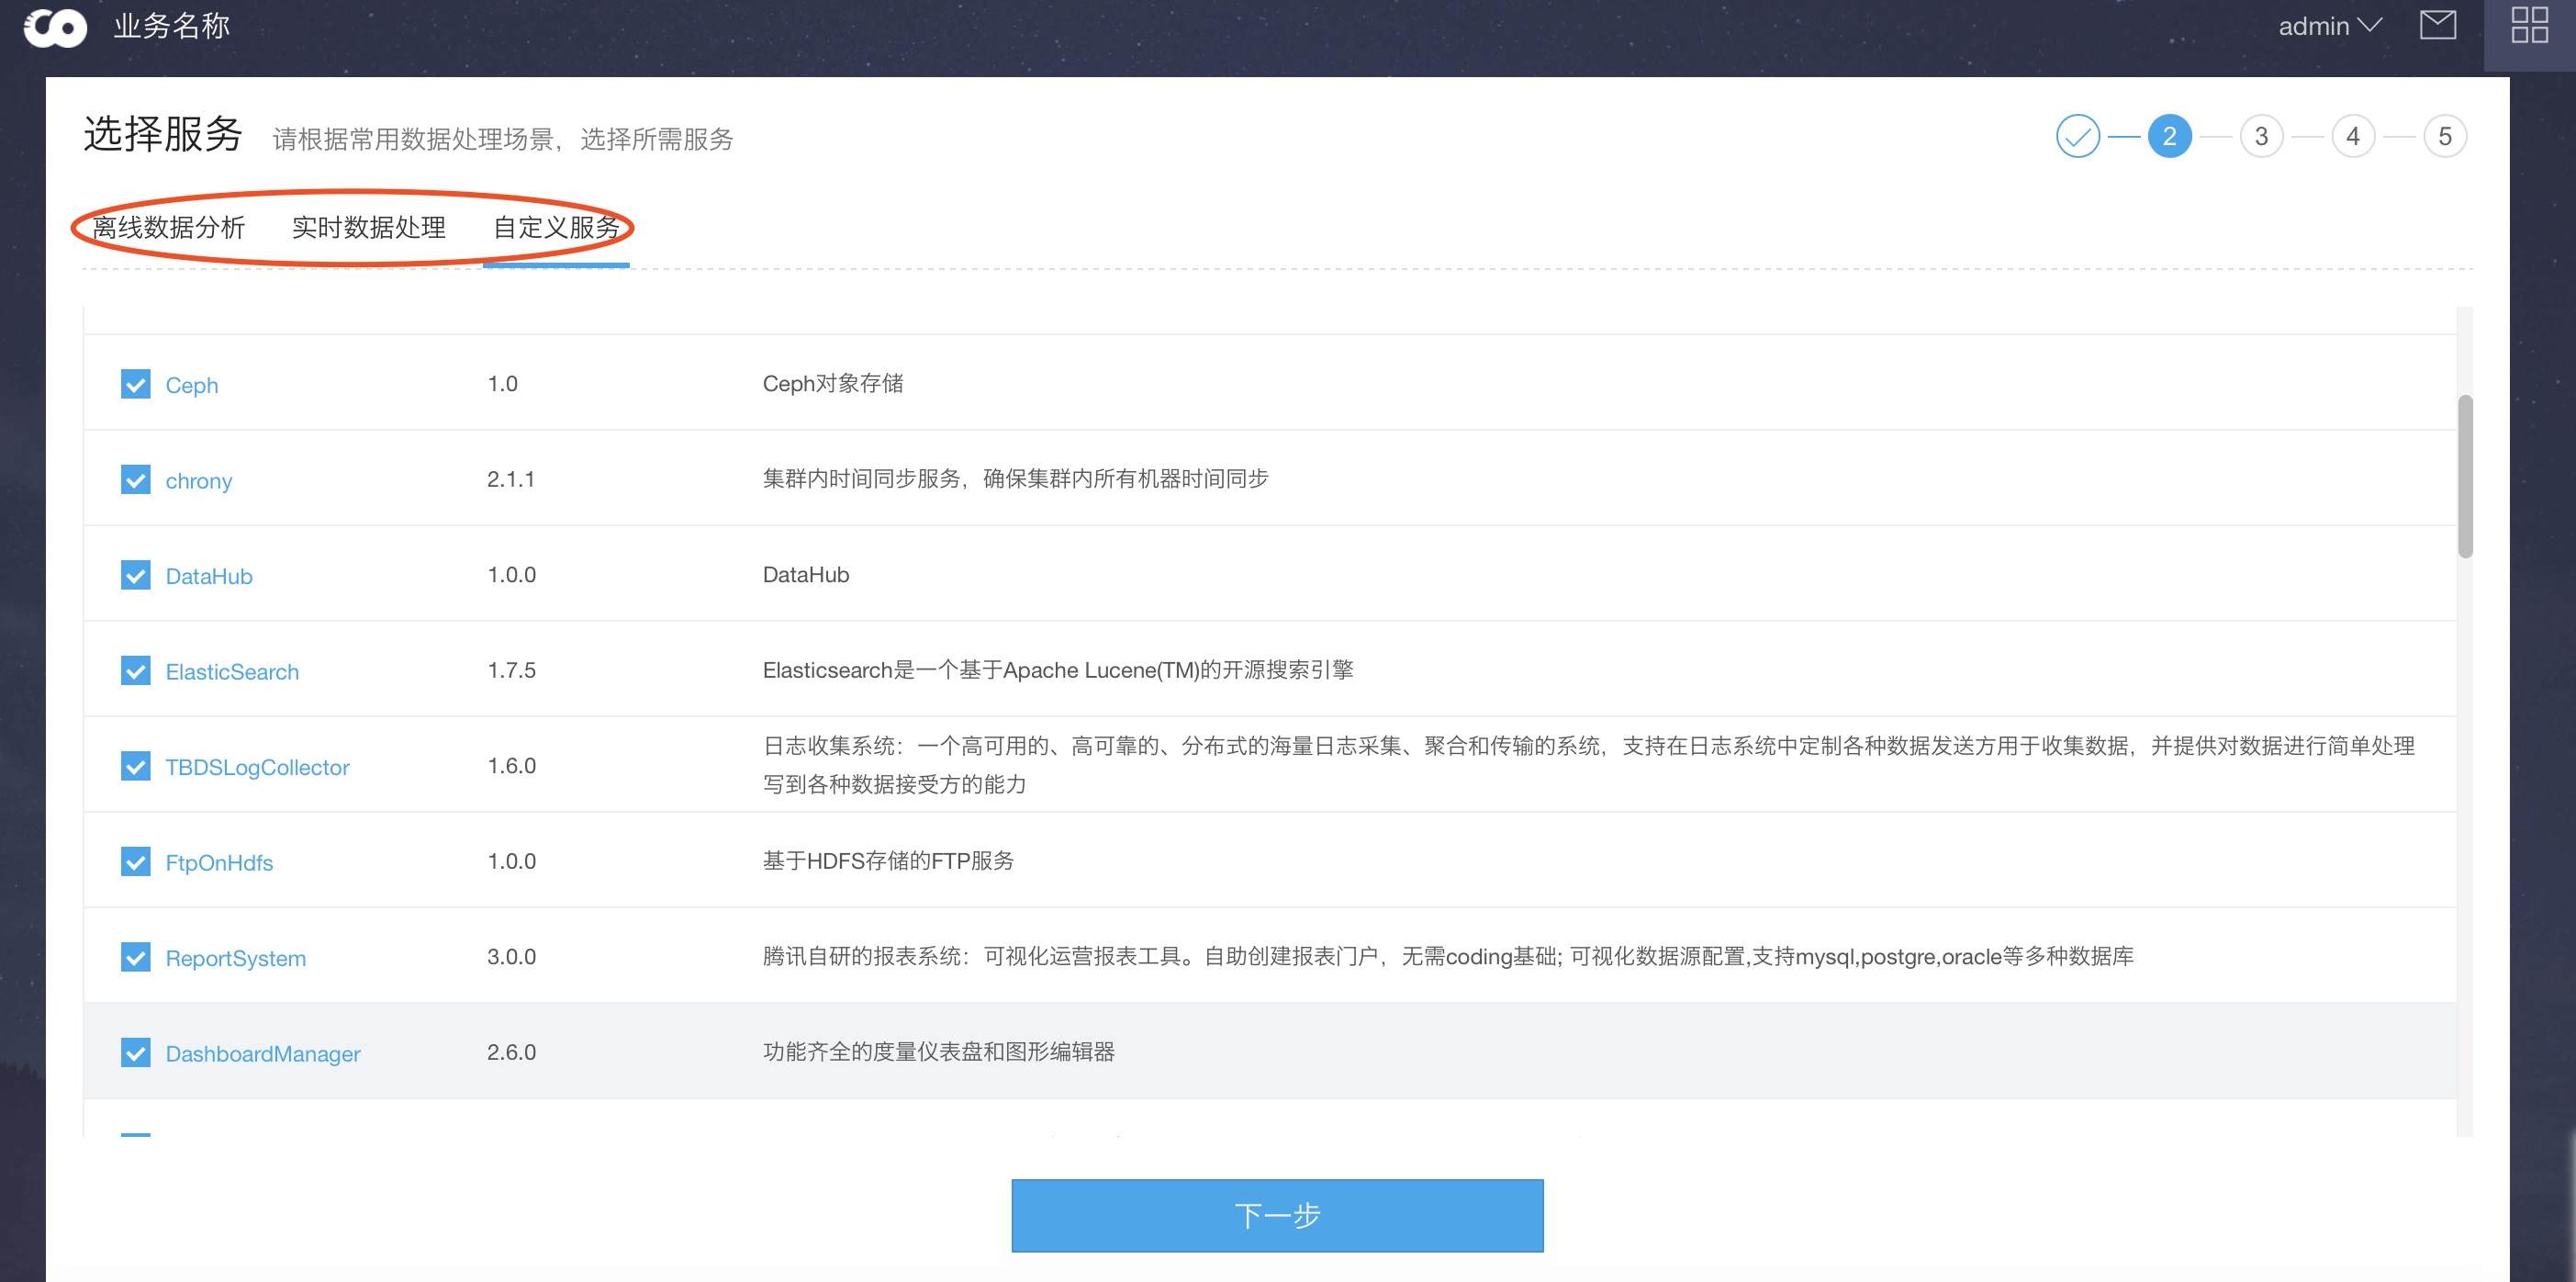 业务名称
admin
选择服务 请根据常用数据处理场景，选择所需服务
2 3 4 5
离线数据分析 实时数据处理 自定义服务
Ceph 1.0 Ceph对象存储
chrony 2.1.1 集群内时间同步服务，确保集群内所有机器时间同步
DataHub 1.0.0 DataHub
ElasticSearch 1.7.5 Elasticsearch是一个基于Apache Lucene(TM)的开源搜索引擎
TBDSLogCollector 1.6.0 日志收集系统：一个高可用的、高可靠的、分布式的海量日志采集、聚合和传输的系统，支持在日志系统中定制各种数据发送方用于收集数据，并提供对数据进行简单处理
写到各种数据接受方的能力
FtpOnHdfs 1.0.0 基于HDFS存储的FTP服务
ReportSystem 3.0.0 腾讯自研的报表系统：可视化运营报表工具。自助创建报表门户，无需coding基础; 可视化数据源配置,支持mysql,postgre,oracle等多种数据库
DashboardManager 2.6.0 功能齐全的度量仪表盘和图形编辑器
下一步